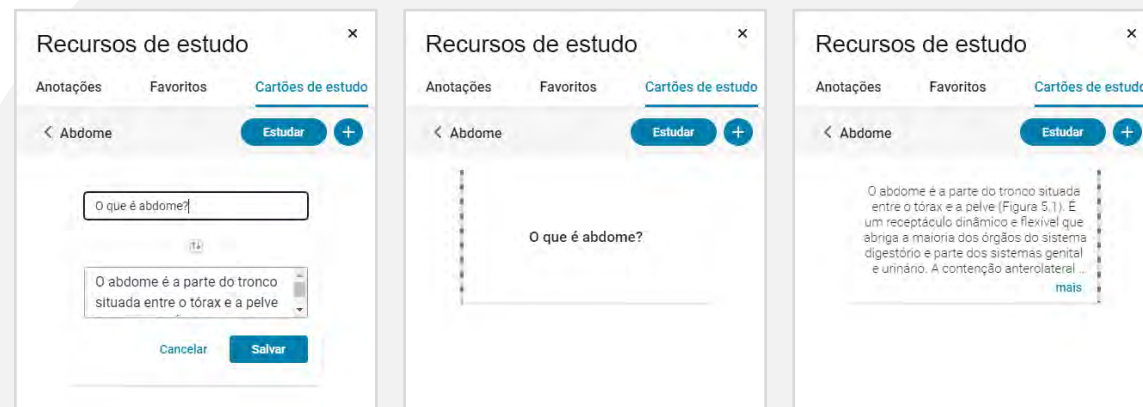 Recursos de estudo
×
Anotações Favoritos Cartões de estudo
< Abdome Estudar +
O que é abdome?
O abdome é a parte do tronco
situada entre o tórax e a pelve
Cancelar Salvar
Recursos de estudo
×
Anotações Favoritos Cartões de estudo
< Abdome Estudar +
O que é abdome?
Recursos de estudo
×
Anotações Favoritos Cartões de estudo
< Abdome Estudar +
O abdome é a parte do tronco situada
entre o tórax e a pelve (Figura 5.1). É
um receptáculo dinâmico e flexível que
abriga a maioria dos órgãos do sistema
digestório e parte dos sistemas genital
e urinário. A contenção anterolateral ...
mais